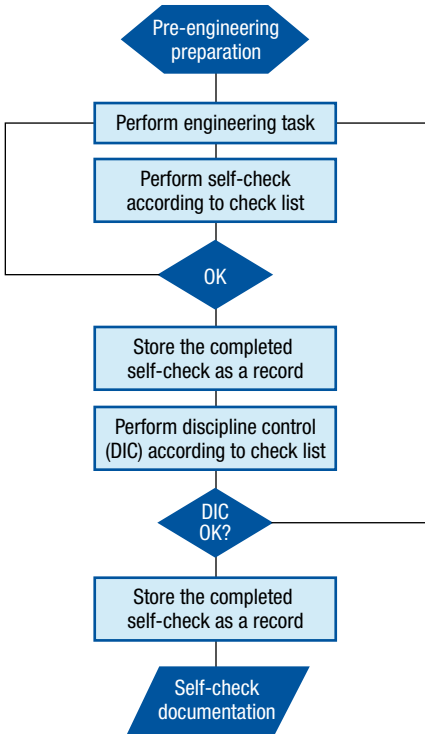 Pre-engineering
preparation
Perform engineering task
Perform self-check
according to check list
OK
Store the completed
self-check as a record
Perform discipline control
(DIC) according to check list
DIC
OK?
Store the completed
self-check as a record
Self-check
documentation